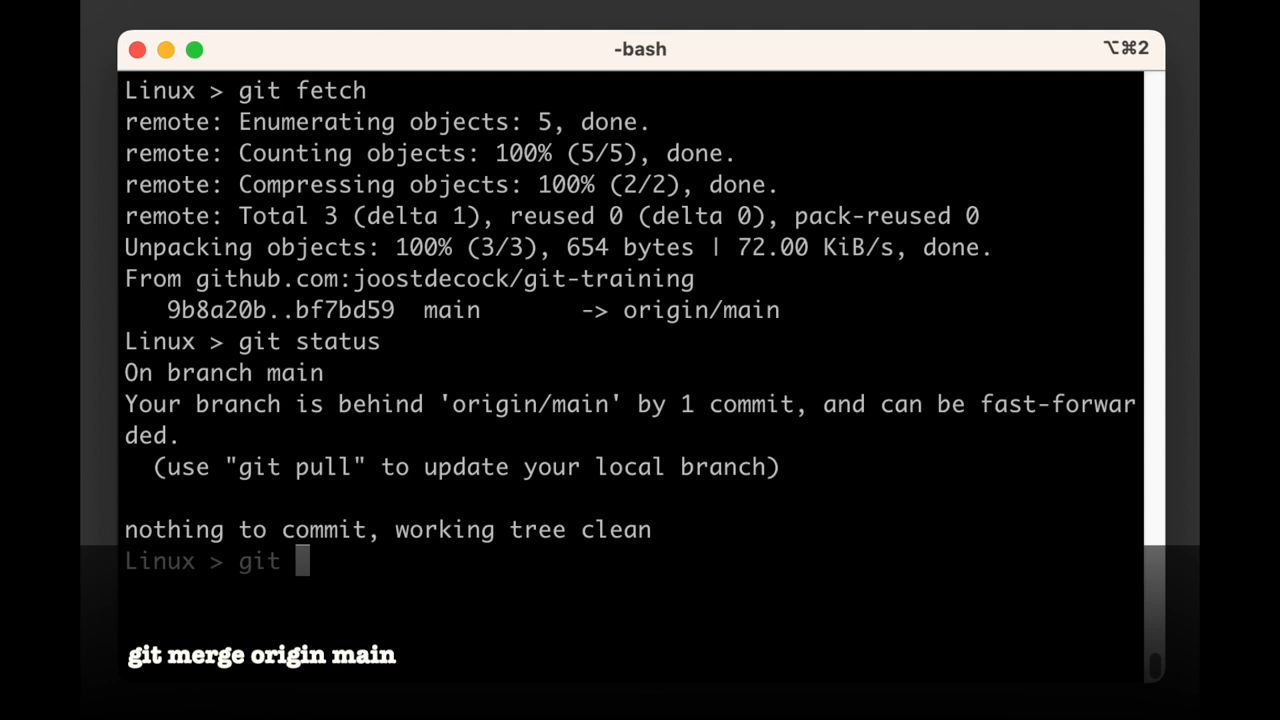 -bash
⌥⌘2
Linux > git fetch
remote: Enumerating objects: 5, done.
remote: Counting objects: 100% (5/5), done.
remote: Compressing objects: 100% (2/2), done.
remote: Total 3 (delta 1), reused 0 (delta 0), pack-reused 0
Unpacking objects: 100% (3/3), 654 bytes | 72.00 KiB/s, done.
From github.com:joostdecock/git-training
   9b8a20b..bf7bd59  main       -> origin/main
Linux > git status
On branch main
Your branch is behind 'origin/main' by 1 commit, and can be fast-forwar
ded.
  (use "git pull" to update your local branch)
nothing to commit, working tree clean
Linux > git
git merge origin main